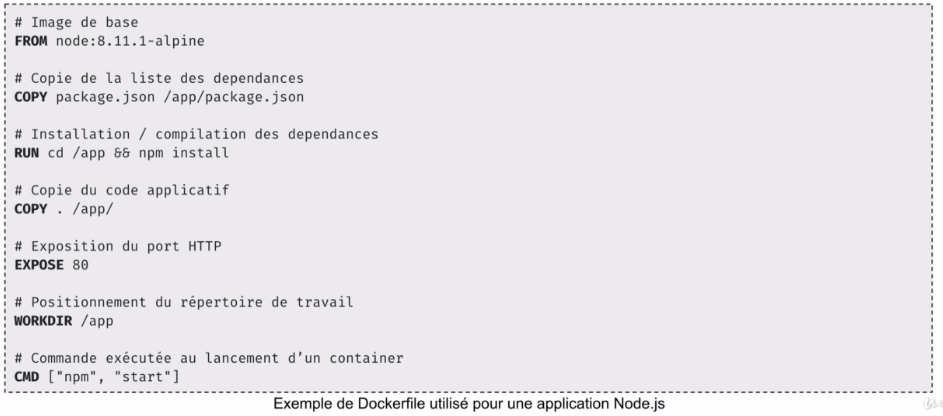 # Image de base
FROM node:8.11.1-alpine
# Copie de la liste des dependances
COPY package.json /app/package.json
# Installation / compilation des dependances
RUN cd /app && npm install
# Copie du code applicatif
COPY . /app/
# Exposition du port HTTP
EXPOSE 80
# Positionnement du répertoire de travail
WORKDIR /app
# Commande exécutée au lancement d’un container
CMD ["npm", "start"]
Exemple de Dockerfile utilisé pour une application Node.js